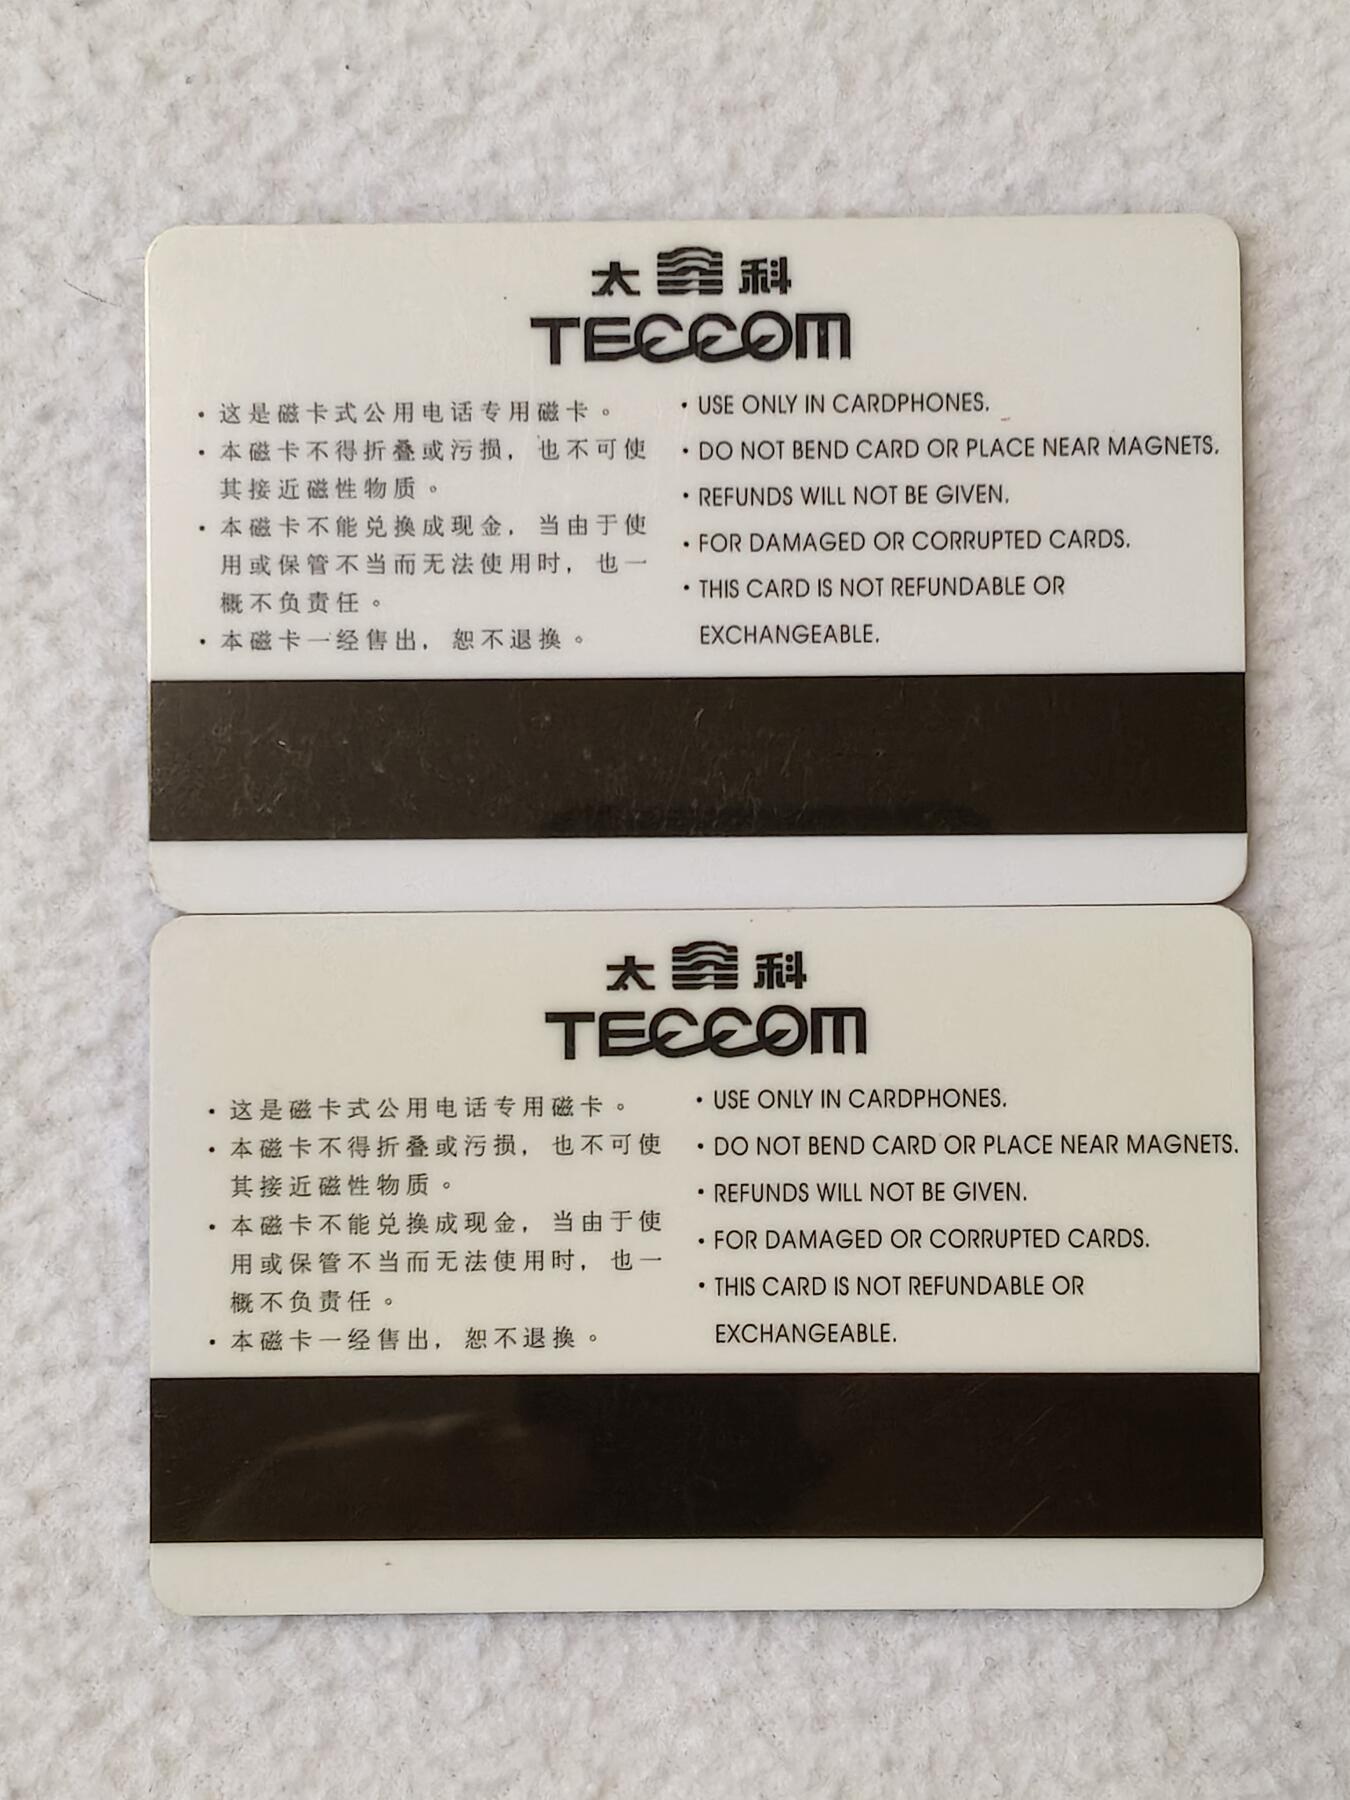 太 科
TECCOM
・这是磁卡式公用电话专用磁卡。
・本磁卡不得折叠或污损，也不可使
其接近磁性物质。
・本磁卡不能兑换成现金，当由于使
用或保管不当而无法使用时，也一
概不负责任。
・本磁卡一经售出，恕不退换。
・USE ONLY IN CARDPHONES.
・DO NOT BEND CARD OR PLACE NEAR MAGNETS.
・REFUNDS WILL NOT BE GIVEN.
・FOR DAMAGED OR CORRUPTED CARDS.
・THIS CARD IS NOT REFUNDABLE OR
EXCHANGEABLE.
太 科
TECCOM
・这是磁卡式公用电话专用磁卡。
・本磁卡不得折叠或污损，也不可使
其接近磁性物质。
・本磁卡不能兑换成现金，当由于使
用或保管不当而无法使用时，也一
概不负责任。
・本磁卡一经售出，恕不退换。
・USE ONLY IN CARDPHONES.
・DO NOT BEND CARD OR PLACE NEAR MAGNETS.
・REFUNDS WILL NOT BE GIVEN.
・FOR DAMAGED OR CORRUPTED CARDS.
・THIS CARD IS NOT REFUNDABLE OR
EXCHANGEABLE.